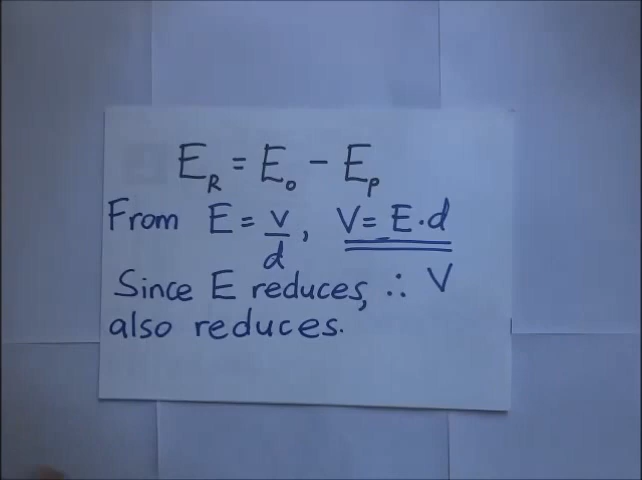 E_R = E_o - E_p
From E = v/d, V = E·d
Since E reduces, ∴ V
also reduces.